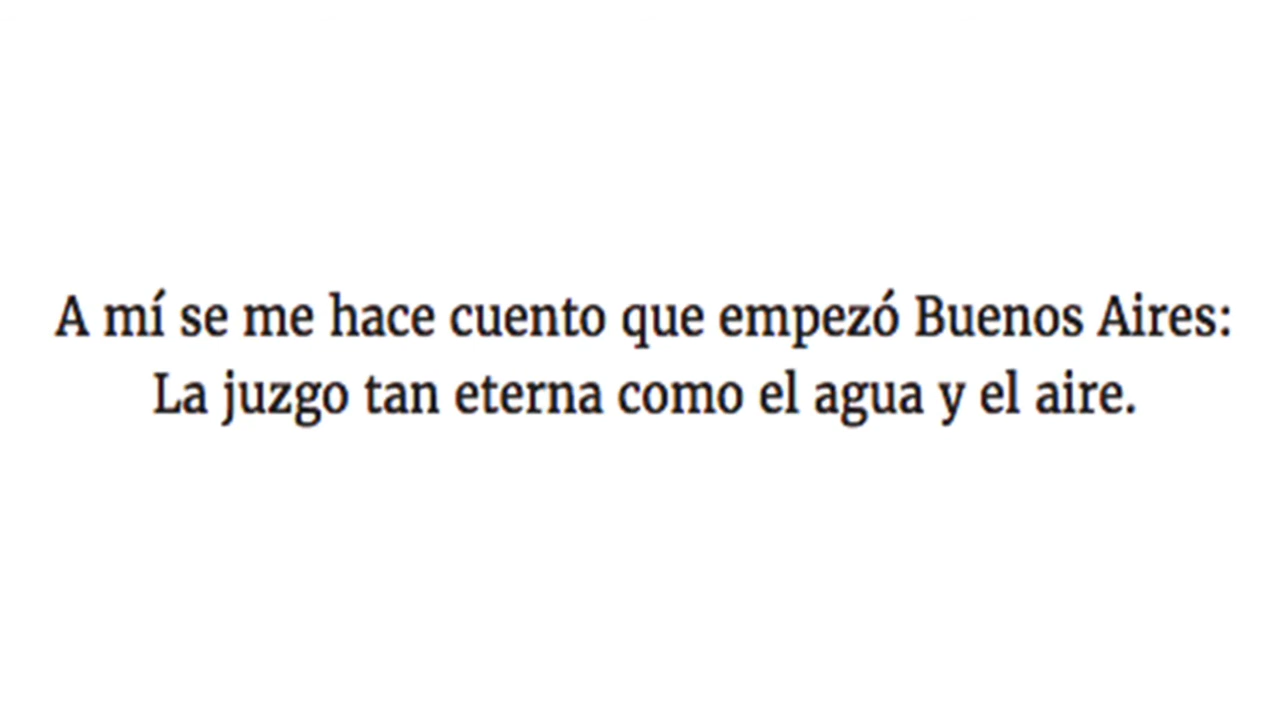 A mí se me hace cuento que empezó Buenos Aires:
La juzgo tan eterna como el agua y el aire.